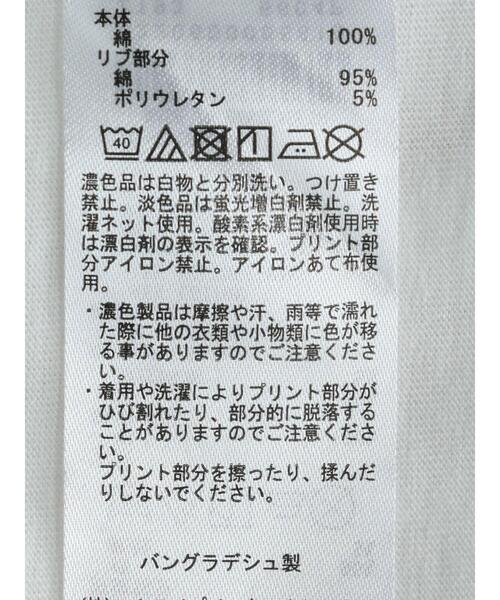 本体
綿 100%
リブ部分
綿 95%
ポリウレタン 5%
40
濃色品は白物と分別洗い。つけ置き
禁止。淡色品は蛍光増白剤禁止。洗
濯ネット使用。酸素系漂白剤使用時
は漂白剤の表示を確認。プリント部
分アイロン禁止。アイロンあて布使
用。
・濃色製品は摩擦や汗、雨等で濡れ
た際に他の衣類や小物類に色が移
る事がありますのでご注意くださ
い。
・着用や洗濯によりプリント部分が
ひび割れたり、部分的に脱落する
ことがありますのでご注意くださ
い。
プリント部分を擦ったり、揉んだ
りしないでください。
バングラデシュ製